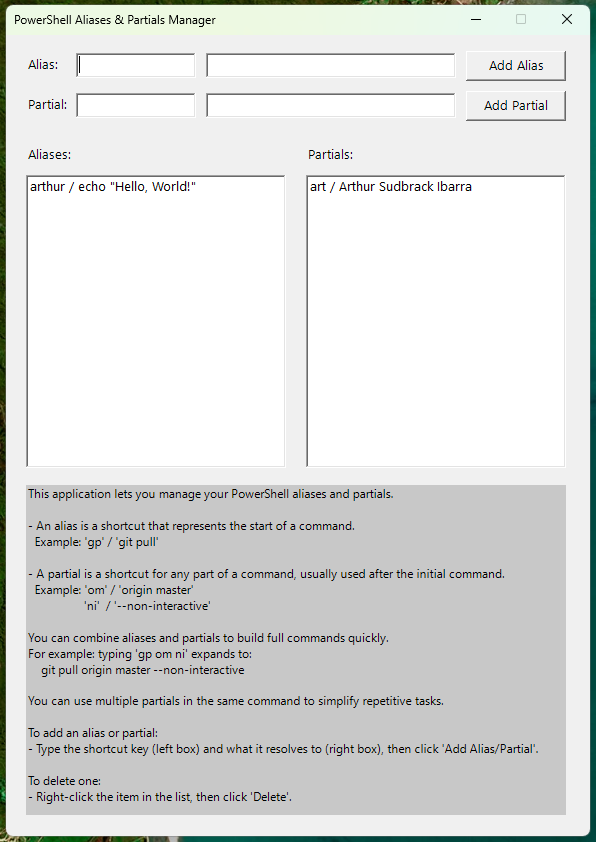 PowerShell Aliases & Partials Manager
Alias:
Add Alias
Partial:
Add Partial
Aliases:
Partials:
arthur / echo "Hello, World!"
art / Arthur Sudbrack Ibarra
This application lets you manage your PowerShell aliases and partials.
- An alias is a shortcut that represents the start of a command.
Example: 'gp' / 'git pull'
- A partial is a shortcut for any part of a command, usually used after the initial command.
Example: 'om' / 'origin master'
'ni' / '--non-interactive'
You can combine aliases and partials to build full commands quickly.
For example: typing 'gp om ni' expands to:
git pull origin master --non-interactive
You can use multiple partials in the same command to simplify repetitive tasks.
To add an alias or partial:
- Type the shortcut key (left box) and what it resolves to (right box), then click 'Add Alias/Partial'.
To delete one:
- Right-click the item in the list, then click 'Delete'.